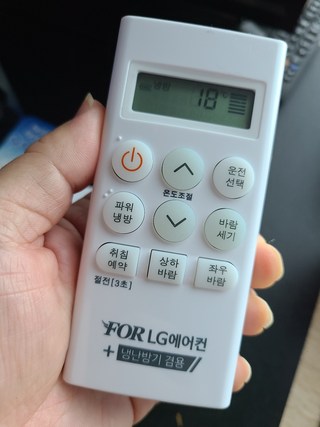 냉방
18°C
운전
선택
온도조절
파워
냉방
바람
세기
취침
예약
상하
바람
좌우
바람
절전[3초]
FOR LG에어컨
+ 냉난방기 겸용